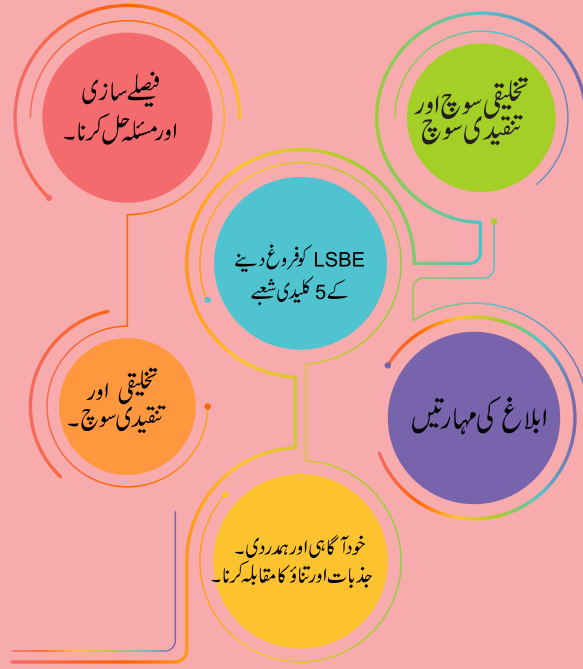 تخلیقی سوچ اور
تنقیدی سوچ
فیصلے سازی
اور مسئلہ حل کرنا۔
LSBE کو فروغ دینے
کے 5 کلیدی شعبے
ابلاغ کی مہارتیں
تخلیقی اور
تنقیدی سوچ۔
خود آگاہی اور ہمدردی۔
جذبات اور تناؤ کا مقابلہ کرنا۔